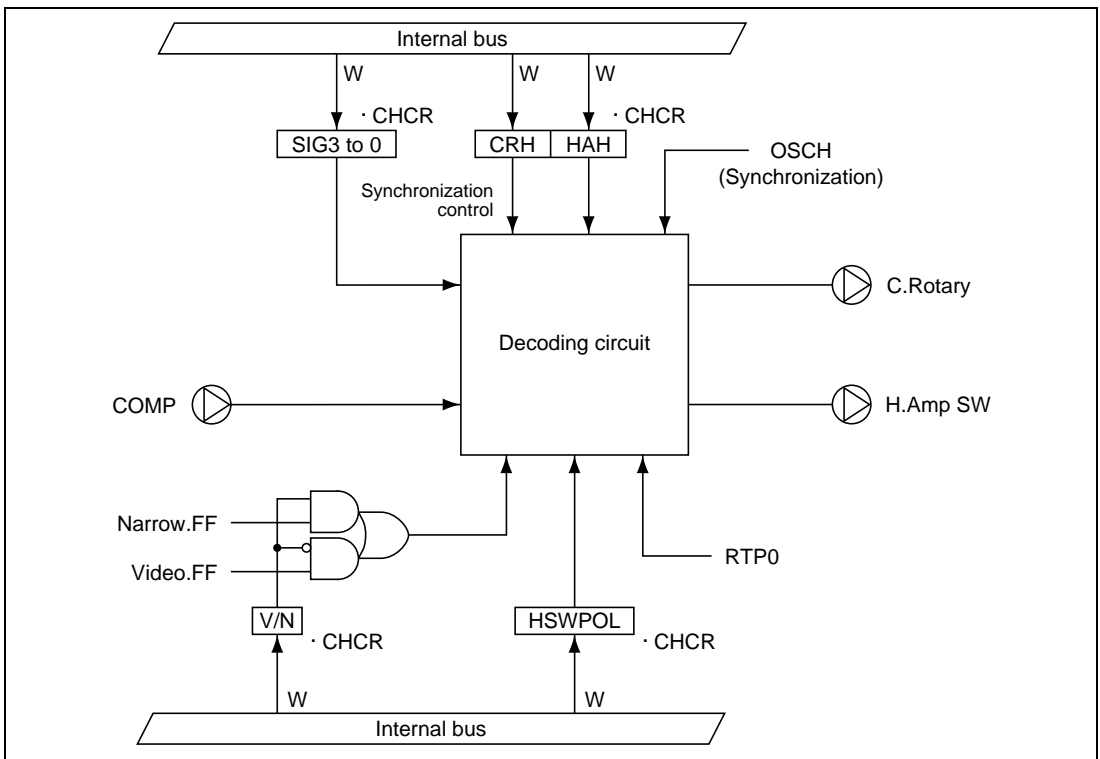 Internal bus
W
W
W
· CHCR
· CHCR
SIG3 to 0
CRH
HAH
OSCH
(Synchronization)
Synchronization
control
C.Rotary
Decoding circuit
COMP
H.Amp SW
Narrow.FF
Video.FF
RTP0
V/N
· CHCR
HSWPOL
· CHCR
W
W
Internal bus